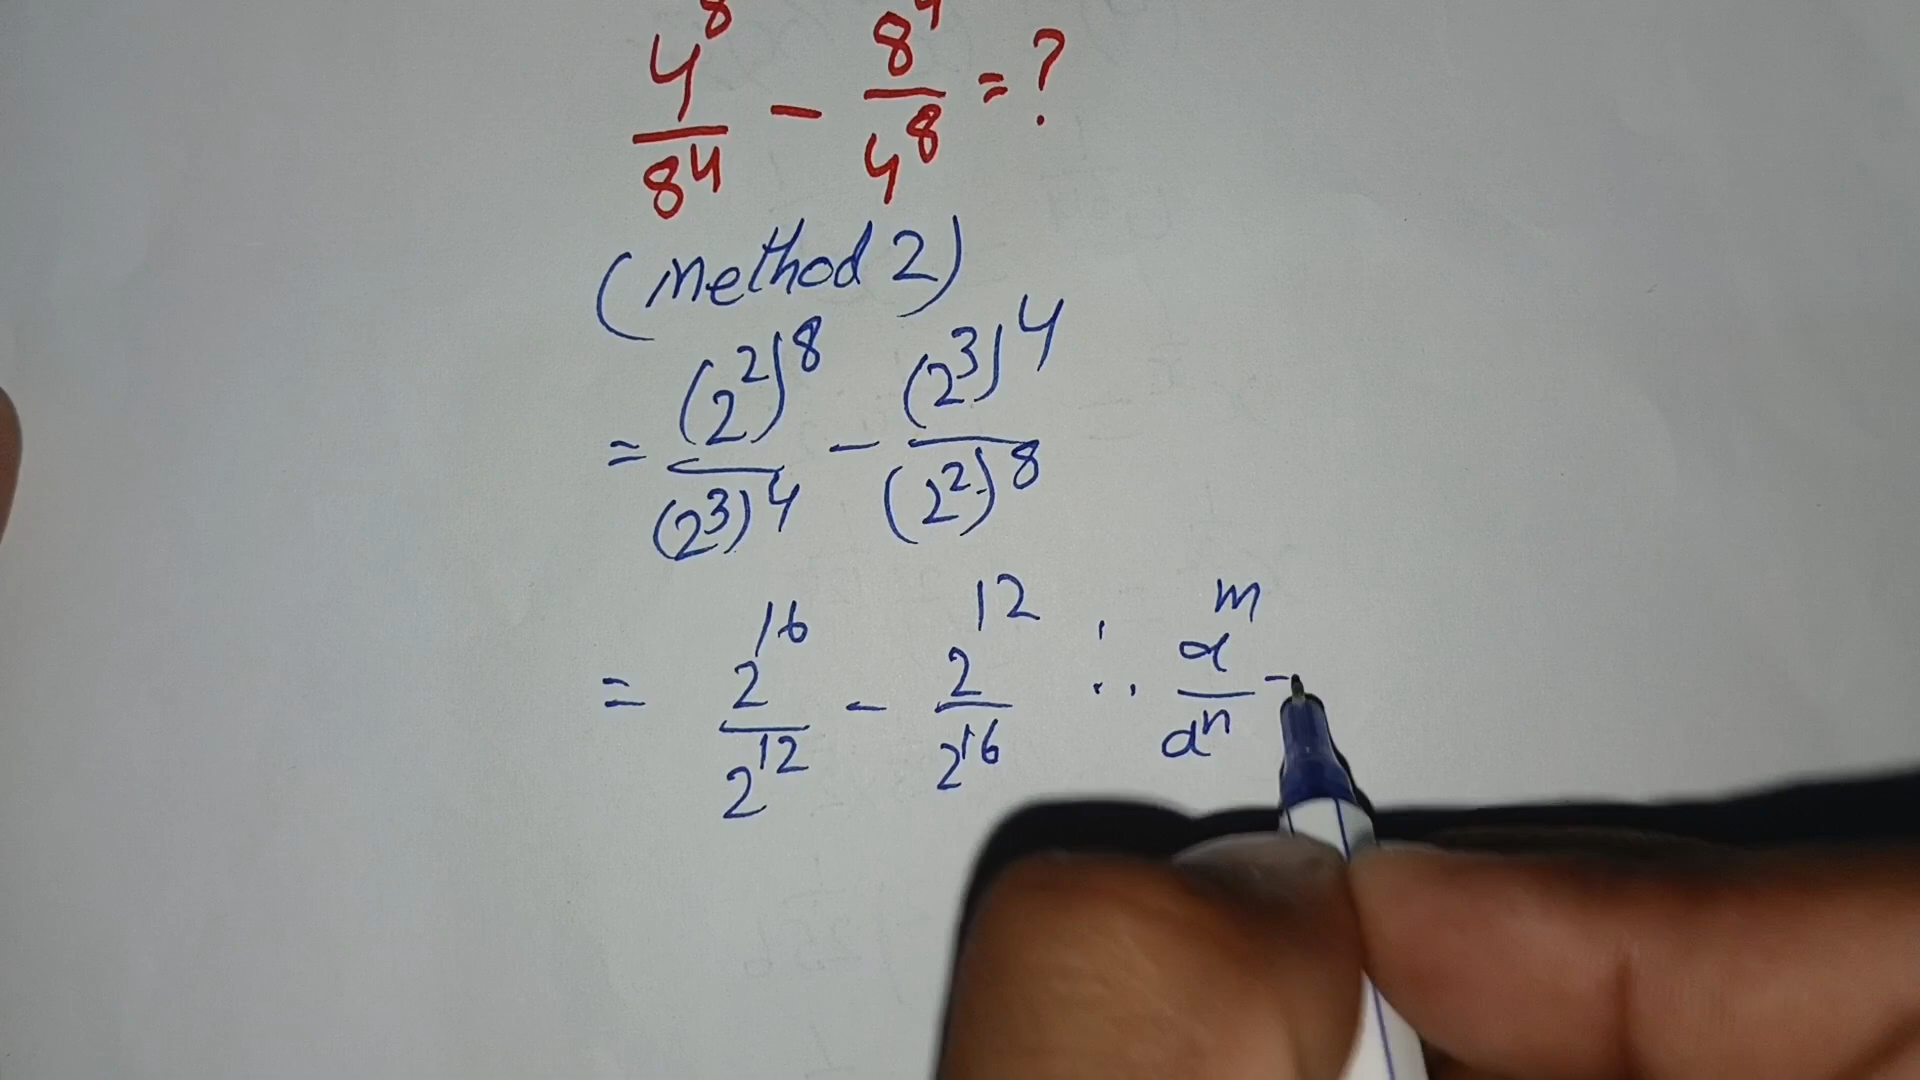 4^8/8^4 - 8^4/4^8 = ?
(Method 2)
= (2^2)^8/(2^3)^4 - (2^3)^4/(2^2)^8
= 2^16/2^12 - 2^12/2^16 ∵ a^m/a^n =